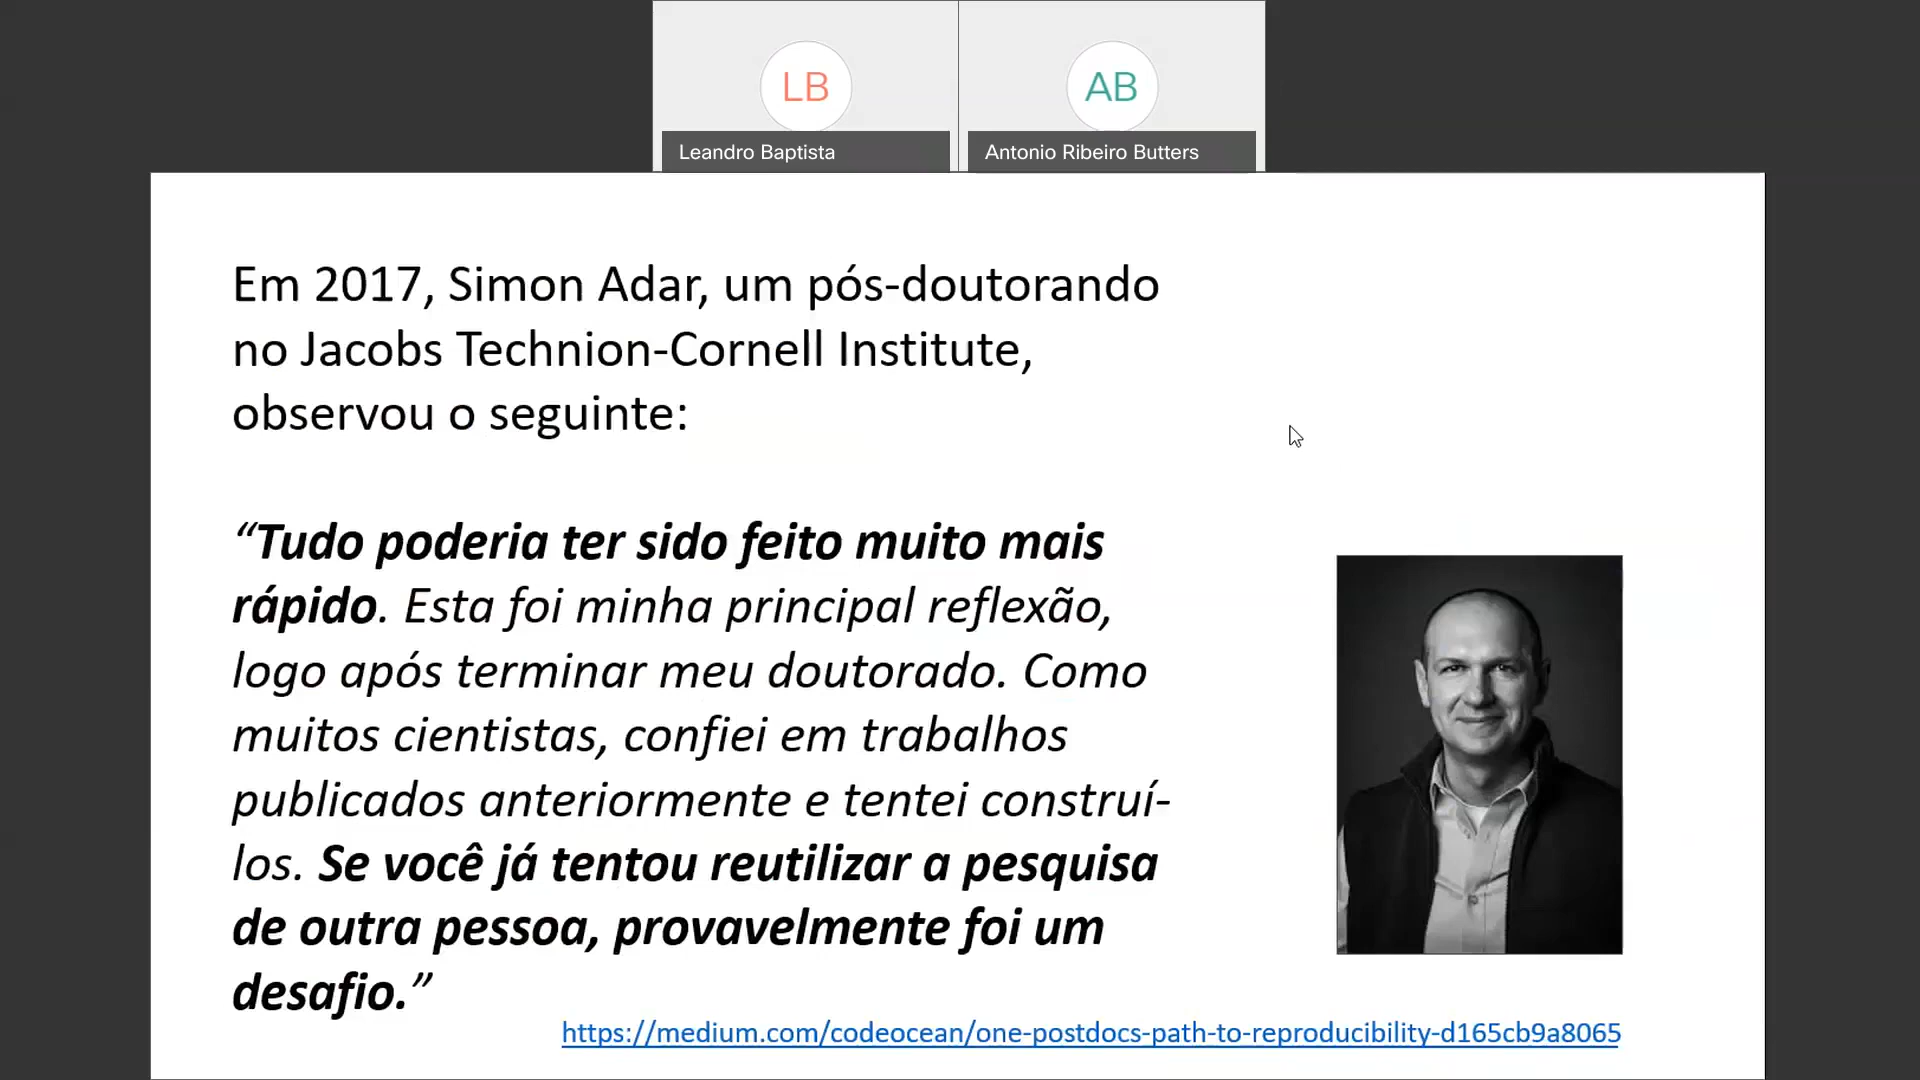 LB
AB
Leandro Baptista
Antonio Ribeiro Butters
Em 2017, Simon Adar, um pós-doutorando
no Jacobs Technion-Cornell Institute,
observou o seguinte:
“Tudo poderia ter sido feito muito mais
rápido. Esta foi minha principal reflexão,
logo após terminar meu doutorado. Como
muitos cientistas, confiei em trabalhos
publicados anteriormente e tentei construí-
los. Se você já tentou reutilizar a pesquisa
de outra pessoa, provavelmente foi um
desafio.”
https://medium.com/codeocean/one-postdocs-path-to-reproducibility-d165cb9a8065